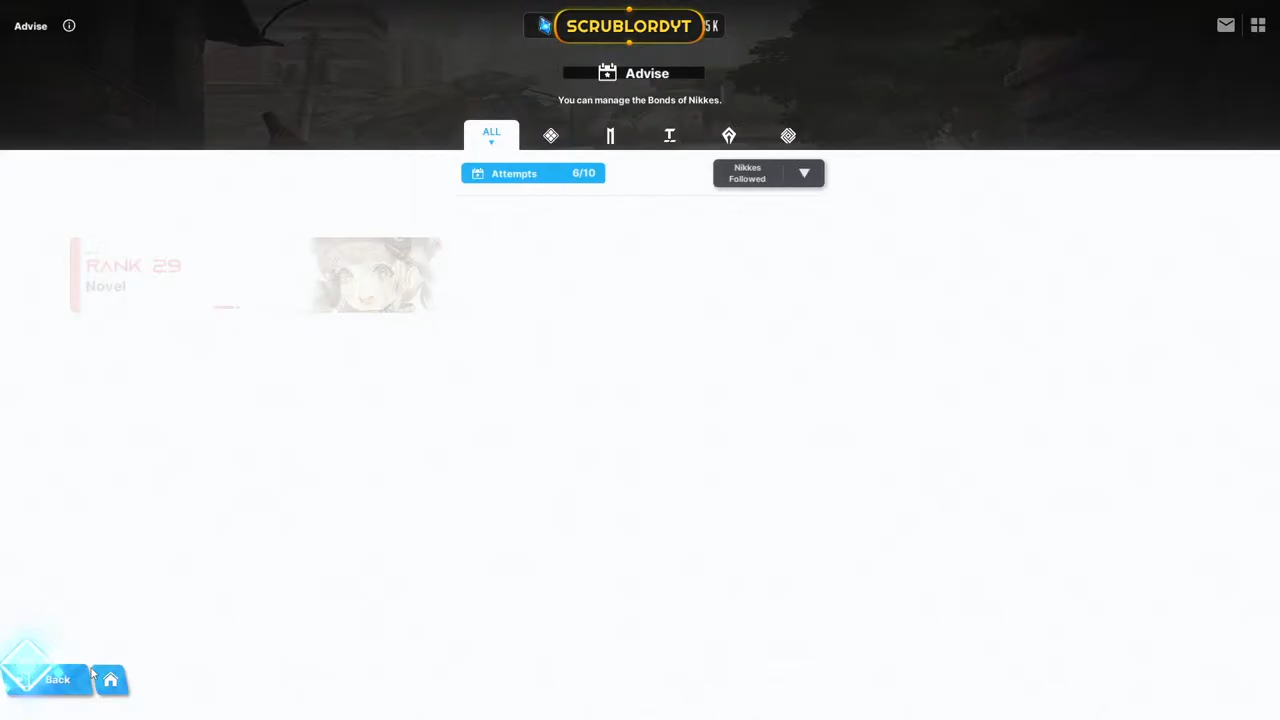 Advise
SCRUBLORDYT
5 K
Advise
You can manage the Bonds of Nikkes.
ALL
Attempts 6/10
Nikkes
Followed
RANK 29
Novel
Back